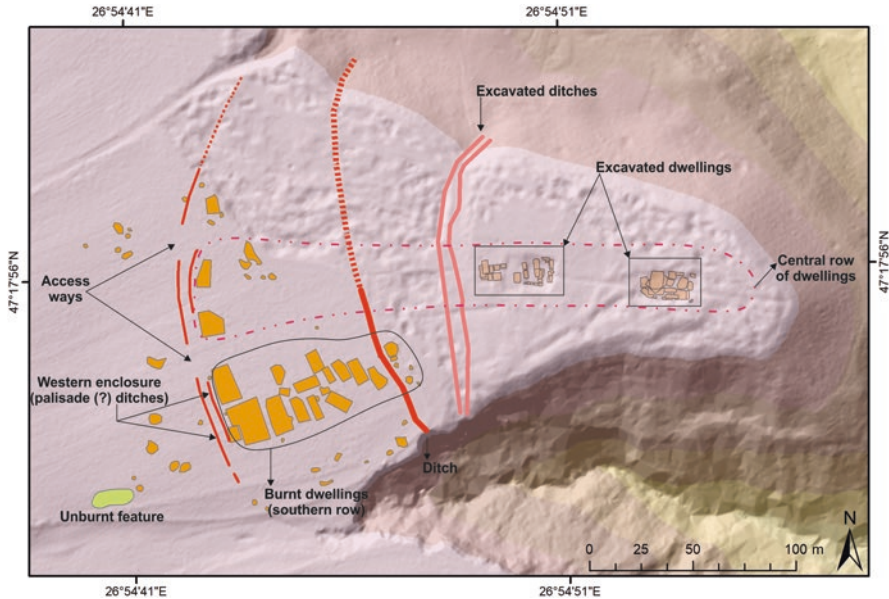 26°54'41"E
26°54'51"E
Excavated ditches
Excavated dwellings
47°17'56"N
47°17'56"N
Access
ways
Central row
of dwellings
Western enclosure
(palisade (?) ditches)
Ditch
Burnt dwellings
(southern row)
Unburnt feature
N
0 25 50 100 m
26°54'41"E
26°54'51"E